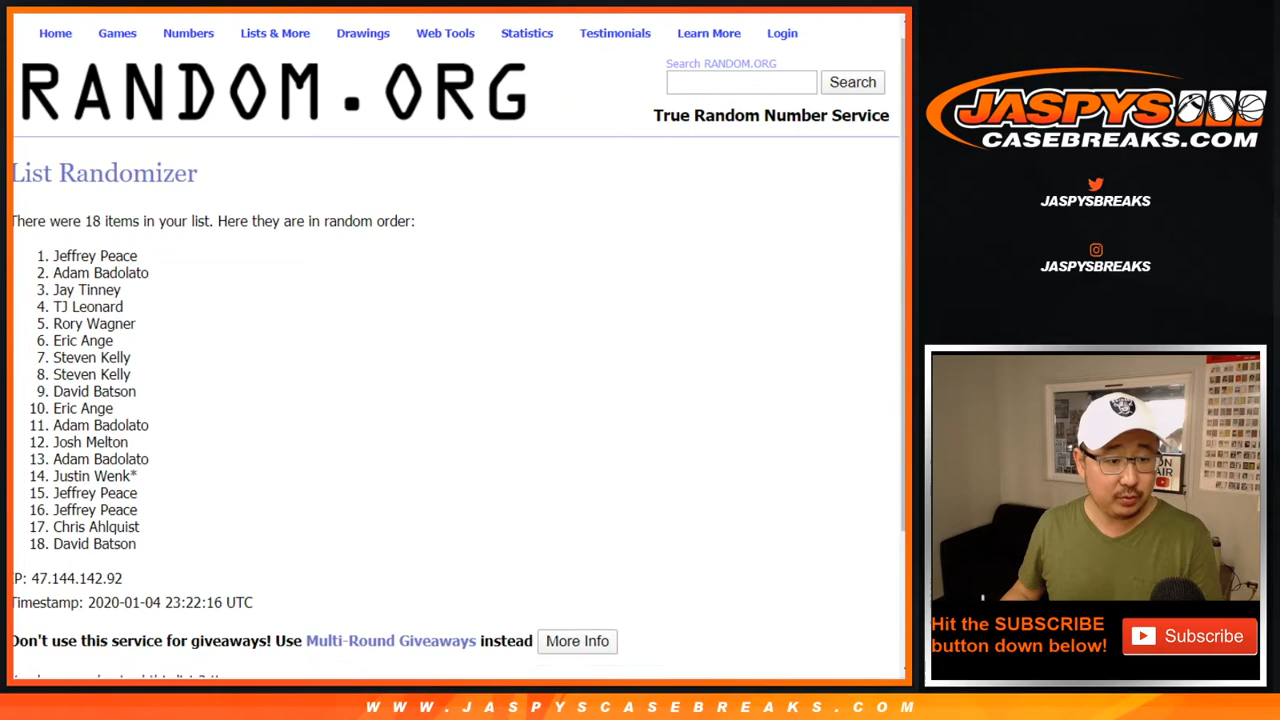 Home Games Numbers Lists & More Drawings Web Tools Statistics Testimonials Learn More Login
RANDOM.ORG
Search RANDOM.ORG
Search
True Random Number Service
List Randomizer
There were 18 items in your list. Here they are in random order:
1. Jeffrey Peace
2. Adam Badolato
3. Jay Tinney
4. TJ Leonard
5. Rory Wagner
6. Eric Ange
7. Steven Kelly
8. Steven Kelly
9. David Batson
10. Eric Ange
11. Adam Badolato
12. Josh Melton
13. Adam Badolato
14. Justin Wenk*
15. Jeffrey Peace
16. Jeffrey Peace
17. Chris Ahlquist
18. David Batson
IP: 47.144.142.92
Timestamp: 2020-01-04 23:22:16 UTC
Don't use this service for giveaways! Use Multi-Round Giveaways instead More Info
JASPYS
CASEBREAKS.COM
JASPYSBREAKS
JASPYSBREAKS
ON
AIR
Hit the SUBSCRIBE
button down below!
Subscribe
WWW.JASPYSCASEBREAKS.COM